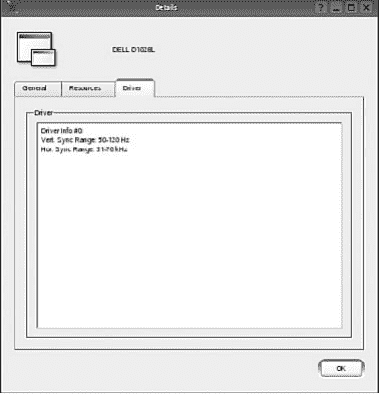 Details
DELL D1028L
General Resources Driver
Driver
Driver Info #0:
Vert. Sync Range: 50-120 Hz
Hor. Sync Range: 31-70 kHz
OK